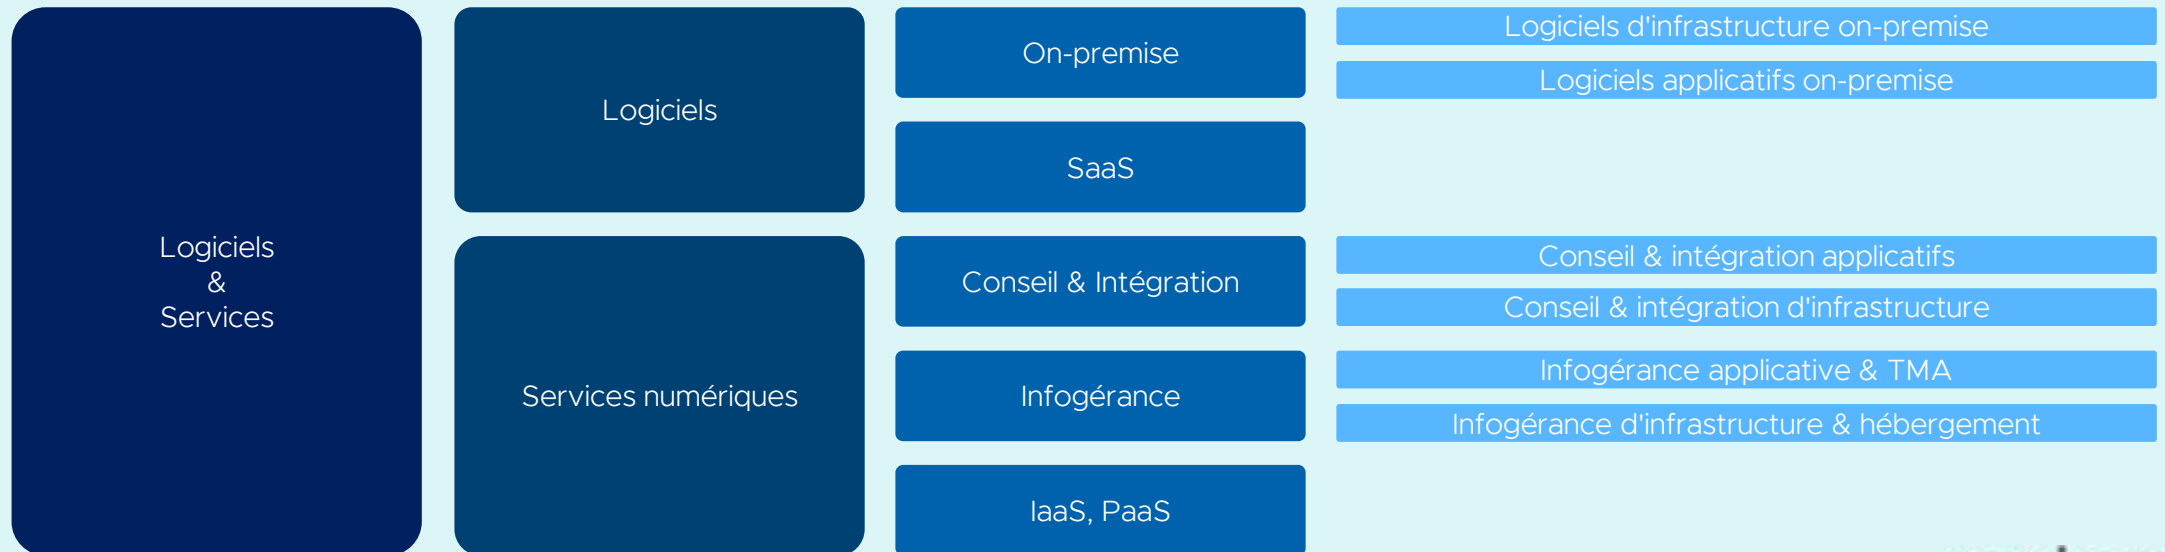 Logiciels
&
Services
Logiciels
Services numériques
On-premise
SaaS
Conseil & Intégration
Infogérance
IaaS, PaaS
Logiciels d'infrastructure on-premise
Logiciels applicatifs on-premise
Conseil & intégration applicatifs
Conseil & intégration d'infrastructure
Infogérance applicative & TMA
Infogérance d'infrastructure & hébergement